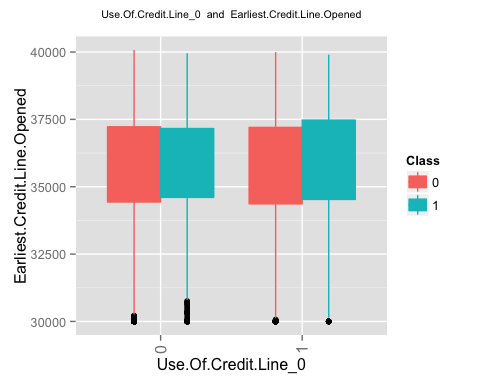 Use.Of.Credit.Line_0 and Earliest.Credit.Line.Opened
40000
37500
35000
32500
30000
Earliest.Credit.Line.Opened
0
1
Use.Of.Credit.Line_0
Class
0
1